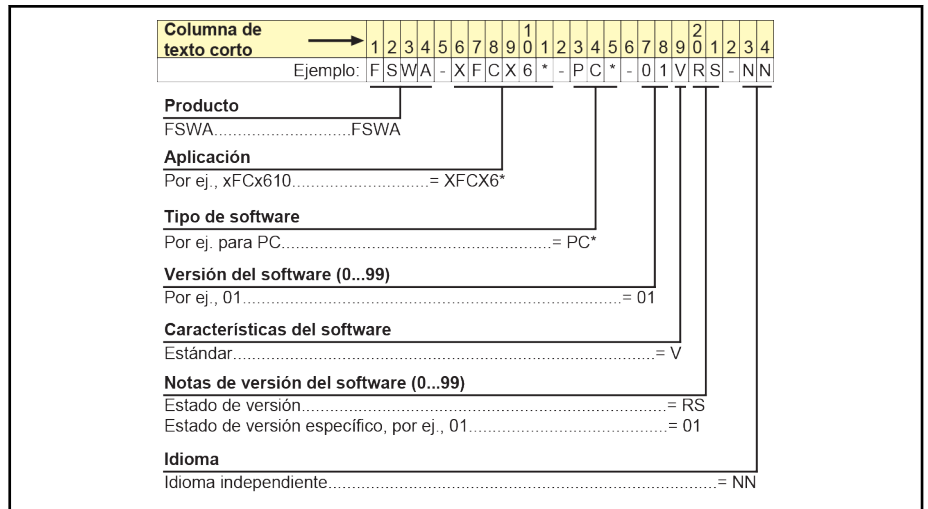 Columna de texto corto 1 2 3 4 5 6 7 8 9 10 1 2 3 4 5 6 7 8 9 20 1 2 3 4
Ejemplo: F S W A - X F C X 6 * - P C * - 0 1 V R S - N N
Producto
FSWA............................FSWA
Aplicación
Por ej., xFCx610............................= XFCX6*
Tipo de software
Por ej. para PC......................................................= PC*
Versión del software (0...99)
Por ej., 01...............................................................= 01
Características del software
Estándar...................................................................= V
Notas de versión del software (0...99)
Estado de versión.........................................................= RS
Estado de versión específico, por ej., 01...............................= 01
Idioma
Idioma independiente............................................................= NN